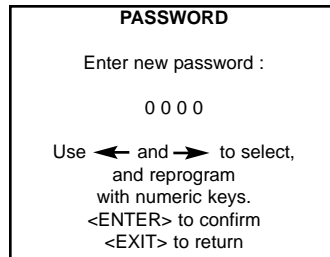 PASSWORD
Enter new password :
0 0 0 0
Use ← and → to select,
and reprogram
with numeric keys.
<ENTER> to confirm
<EXIT> to return